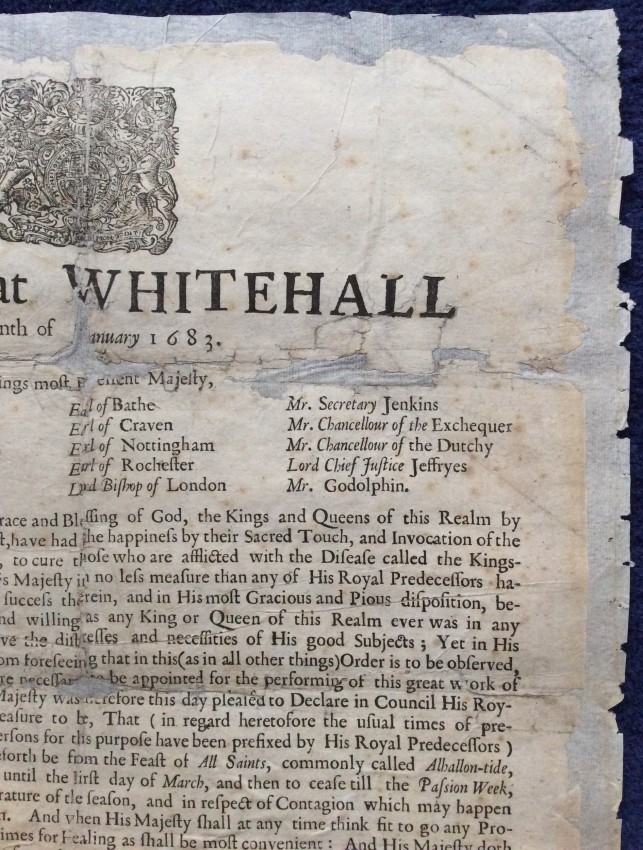 at WHITEHALL
nth of anuary 1683.
ings most E ellent Majesty,
Earl of Bathe
Mr. Secretary Jenkins
Erl of Craven
Mr. Chancellour of the Exchequer
Erl of Nottingham
Mr. Chancellour of the Dutchy
Earl of Rochester
Lord Chief Justice Jeffryes
Lord Bishop of London
Mr. Godolphin.
race and Blessing of God, the Kings and Queens of this Realm by
st, have had the happiness by their Sacred Touch, and Invocation of the
, to cure those who are afflicted with the Disease called the Kings-
s Majesty in no less measure than any of His Royal Predecessors ha-
success therein, and in His most Gracious and Pious disposition, be-
nd willing as any King or Queen of this Realm ever was in any
ve the distresses and necessities of His good Subjects; Yet in His
om foreseeing that in this (as in all other things) Order is to be observed,
re necessary to be appointed for the performing of this great work of
Majesty was therefore this day pleased to Declare in Council His Roy-
easure to be, That ( in regard heretofore the usual times of pre-
ersons for this purpose have been prefixed by His Royal Predecessors )
eforth be from the Feast of All Saints, commonly called Alhallon-tide,
until the first day of March, and then to cease till the Passion Week,
rature of the season, and in respect of Contagion which may happen
And when His Majesty shall at any time think fit to go any Pro-
imes for Healing as shall be most convenient: And His Majesty doth